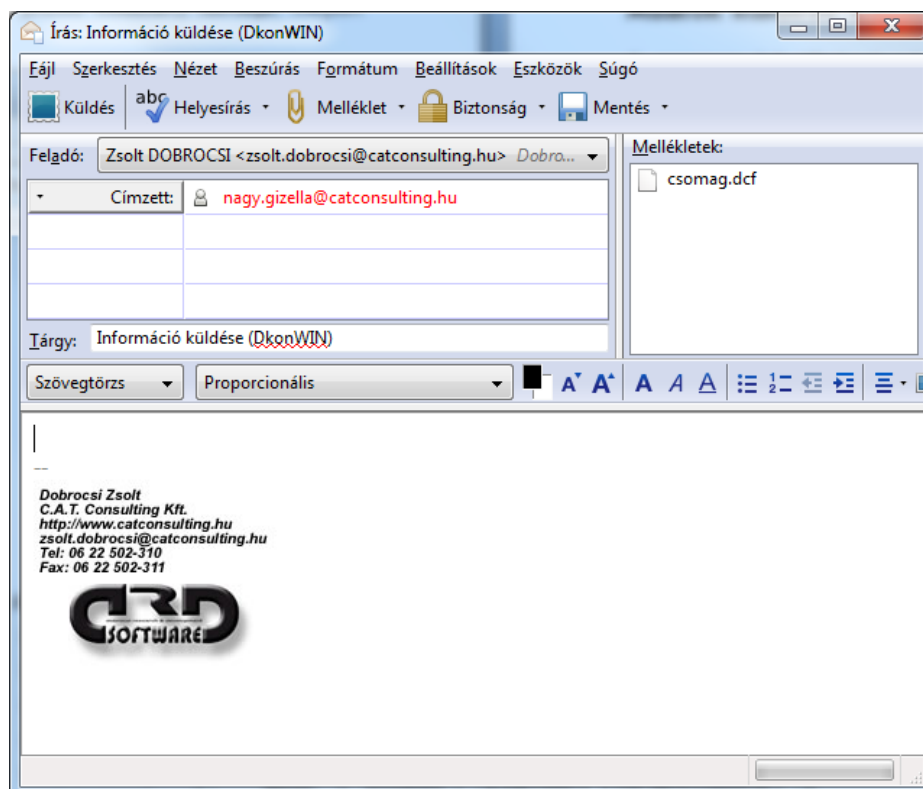 Írás: Információ küldése (DkonWIN)
Fájl Szerkesztés Nézet Beszúrás Formátum Beállítások Eszközök Súgó
Küldés abc Helyesírás Melléklet Biztonság Mentés
Feladó: Zsolt DOBROCSI <zsolt.dobrocsi@catconsulting.hu> Dobro...
Mellékletek:
csomag.dcf
Címzett: nagy.gizella@catconsulting.hu
Tárgy: Információ küldése (DkonWIN)
Szövegtörzs Proporcionális A A A A A
--
Dobrocsi Zsolt
C.A.T. Consulting Kft.
http://www.catconsulting.hu
zsolt.dobrocsi@catconsulting.hu
Tel: 06 22 502-310
Fax: 06 22 502-311
ARD
SOFTWARE